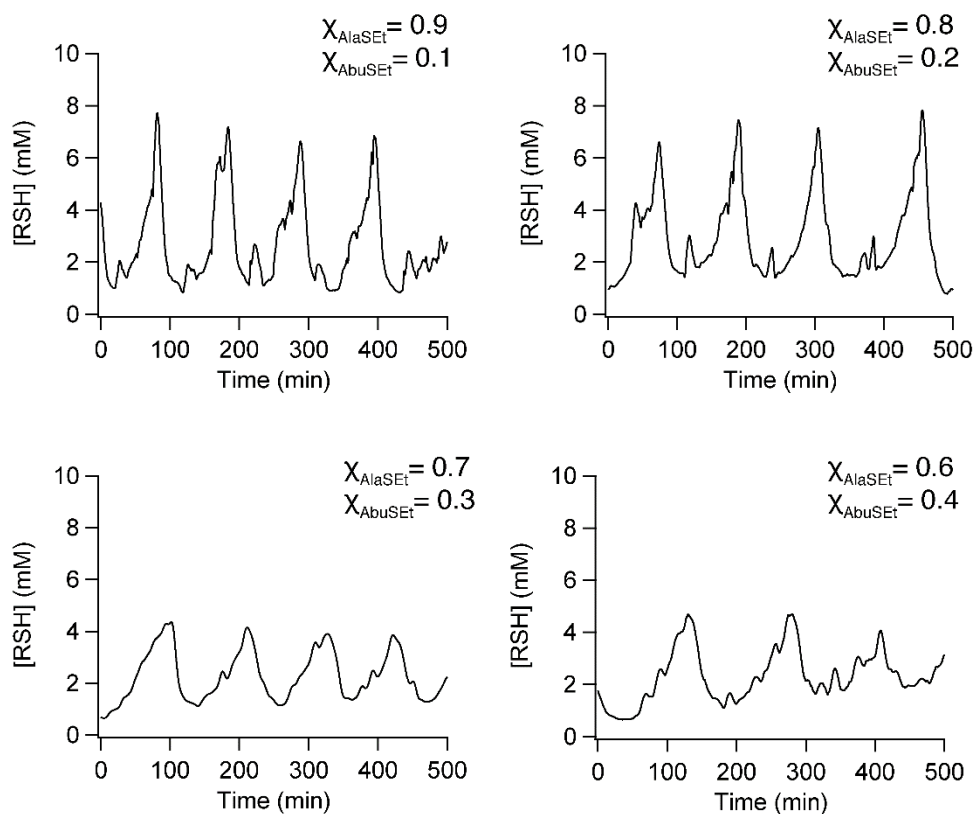 χAlaSEt= 0.9
χAbuSEt= 0.1
10
8
6
4
2
0
[RSH] (mM)
0 100 200 300 400 500
Time (min)
χAlaSEt= 0.8
χAbuSEt= 0.2
10
8
6
4
2
0
[RSH] (mM)
0 100 200 300 400 500
Time (min)
χAlaSEt= 0.7
χAbuSEt= 0.3
10
8
6
4
2
0
[RSH] (mM)
0 100 200 300 400 500
Time (min)
χAlaSEt= 0.6
χAbuSEt= 0.4
10
8
6
4
2
0
[RSH] (mM)
0 100 200 300 400 500
Time (min)